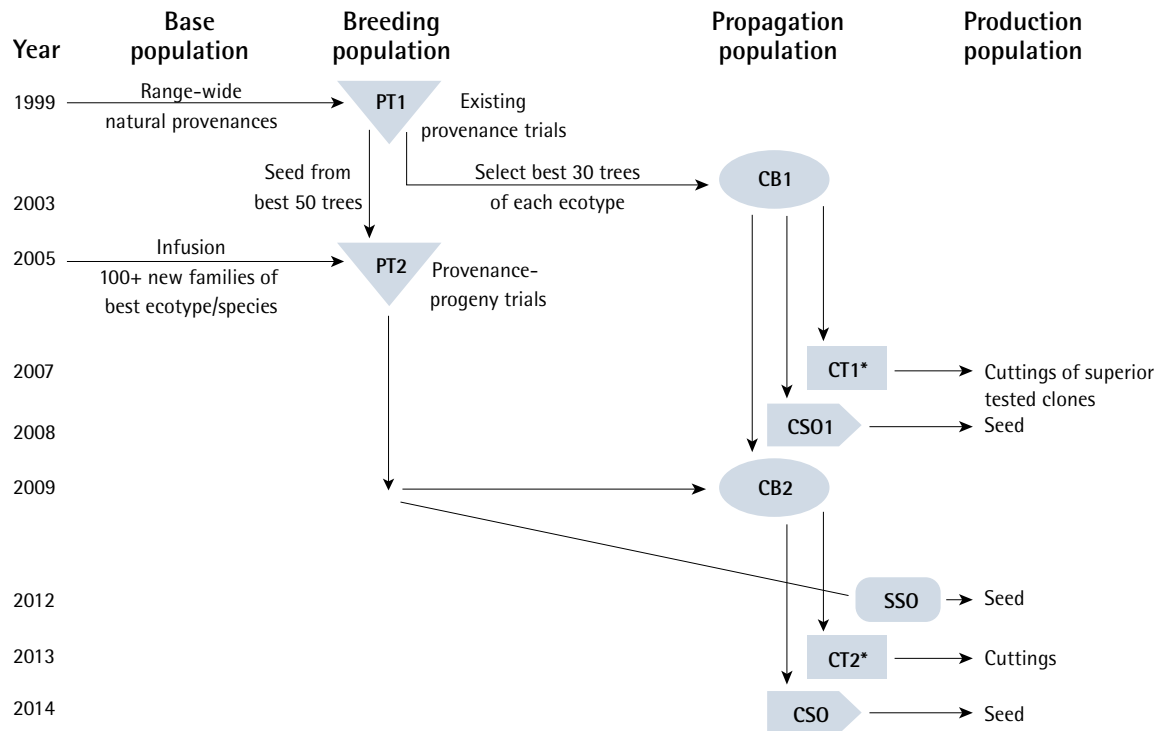 Year
Base
population
Breeding
population
Propagation
population
Production
population
1999
Range-wide
natural provenances
PT1
Existing
provenance trials
Seed from
best 50 trees
Select best 30 trees
of each ecotype
CB1
2003
2005
Infusion
100+ new families of
best ecotype/species
PT2
Provenance-
progeny trials
2007
CT1*
Cuttings of superior
tested clones
2008
CSO1
Seed
2009
CB2
2012
SSO
Seed
2013
CT2*
Cuttings
2014
CSO
Seed